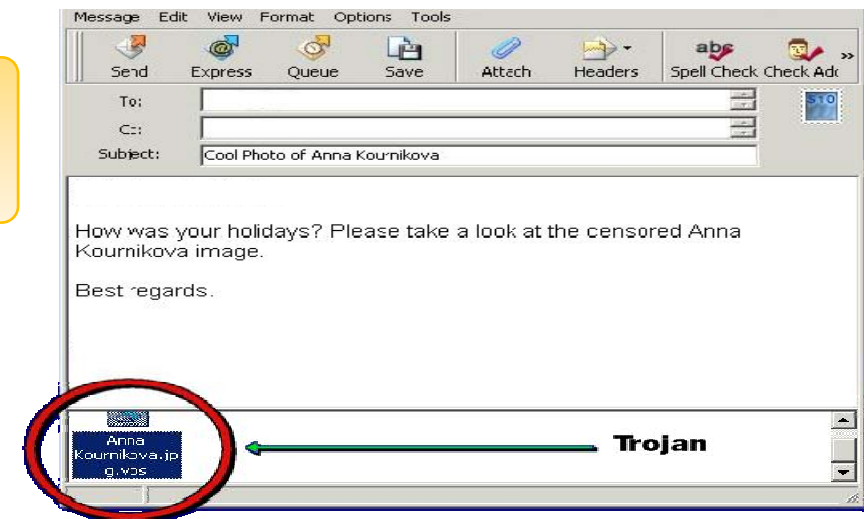 Message Edit View Format Options Tools
Send Express Queue Save Attach Headers Spell Check Check Adc
»
To:
Cc:
S10
Subject: Cool Photo of Anna Kournikova
How was your holidays? Please take a look at the censored Anna
Kournikova image.
Best regards.
Anna
Kournikova.jp
g.vbs
Trojan